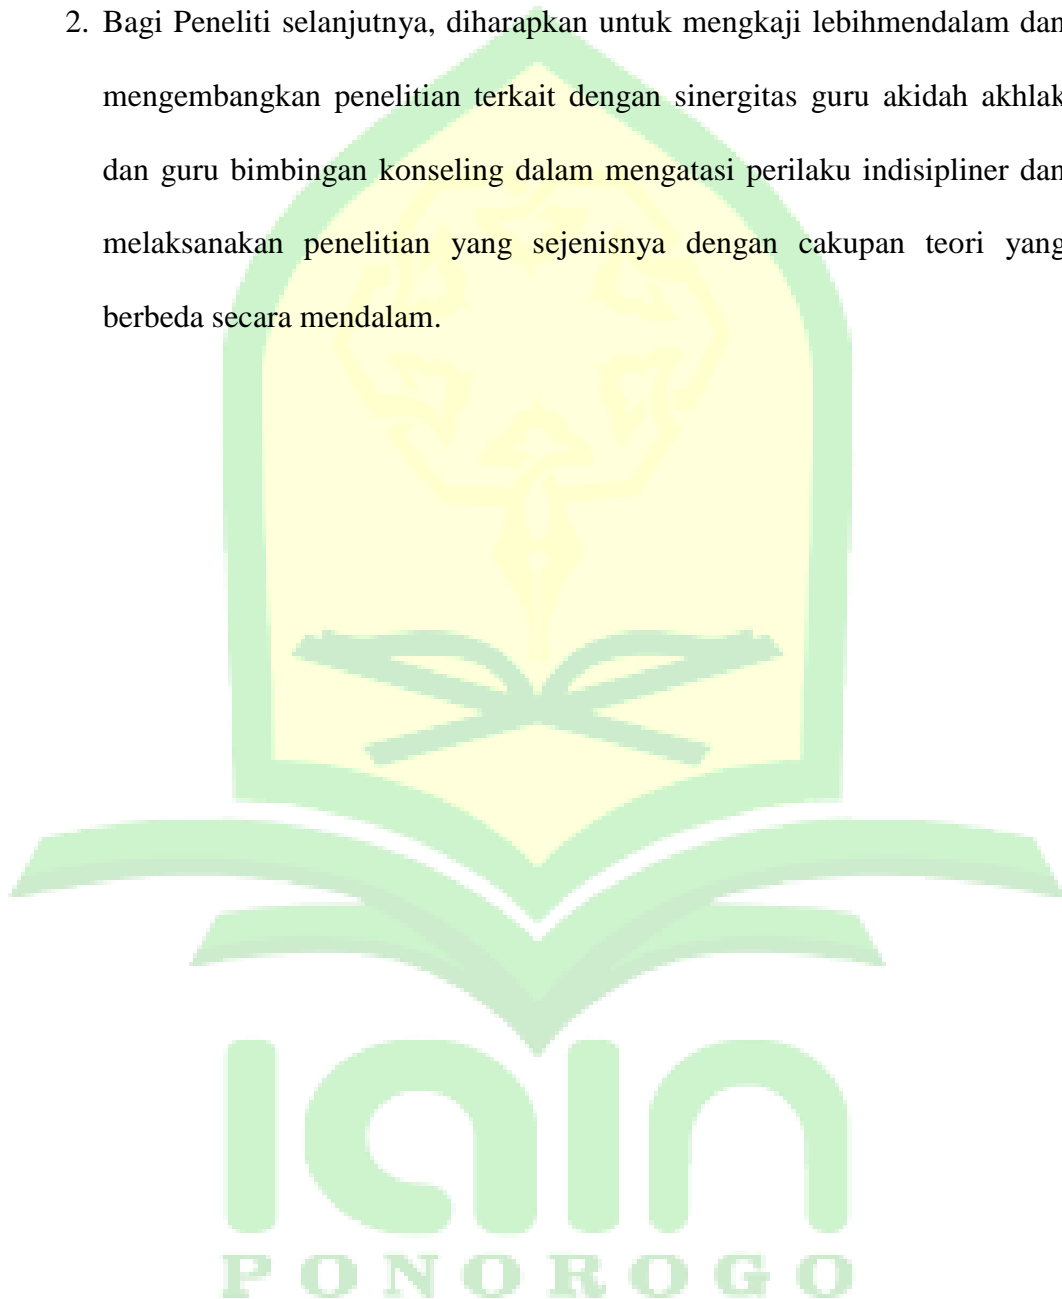 2. Bagi Peneliti selanjutnya, diharapkan untuk mengkaji lebihmendalam dan
mengembangkan penelitian terkait dengan sinergitas guru akidah akhlak
dan guru bimbingan konseling dalam mengatasi perilaku indisipliner dan
melaksanakan penelitian yang sejenisnya dengan cakupan teori yang
berbeda secara mendalam.
iain
PONOROGO